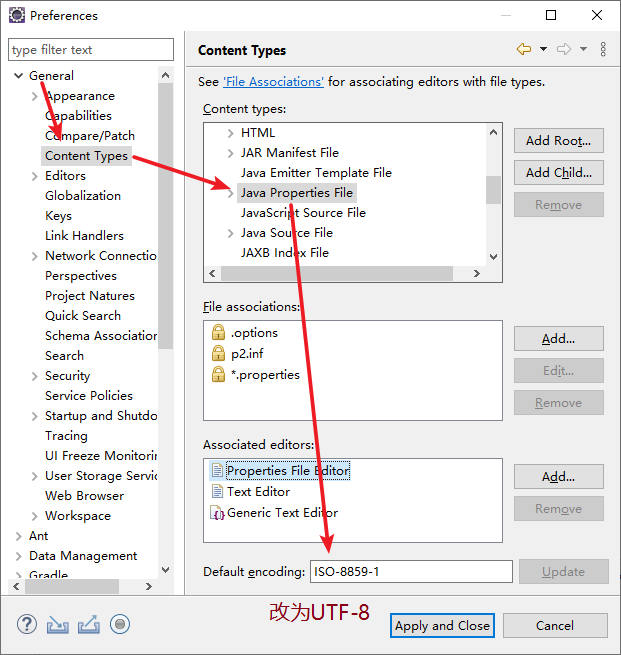 Preferences
type filter text
General
Appearance
Capabilities
Compare/Patch
Content Types
Editors
Globalization
Keys
Link Handlers
Network Connectio
Perspectives
Project Natures
Quick Search
Schema Association
Search
Security
Service Policies
Startup and Shutdo
Tracing
UI Freeze Monitorin
User Storage Servic
Web Browser
Workspace
Ant
Data Management
Gradle
Content Types
See 'File Associations' for associating editors with file types.
Content types:
HTML
JAR Manifest File
Java Emitter Template File
Java Properties File
JavaScript Source File
Java Source File
JAXB Index File
Add Root...
Add Child...
Remove
File associations:
.options
p2.inf
*.properties
Add...
Edit...
Remove
Associated editors:
Properties File Editor
Text Editor
Generic Text Editor
Add...
Remove
Default encoding: ISO-8859-1 Update
改为UTF-8
Apply and Close Cancel